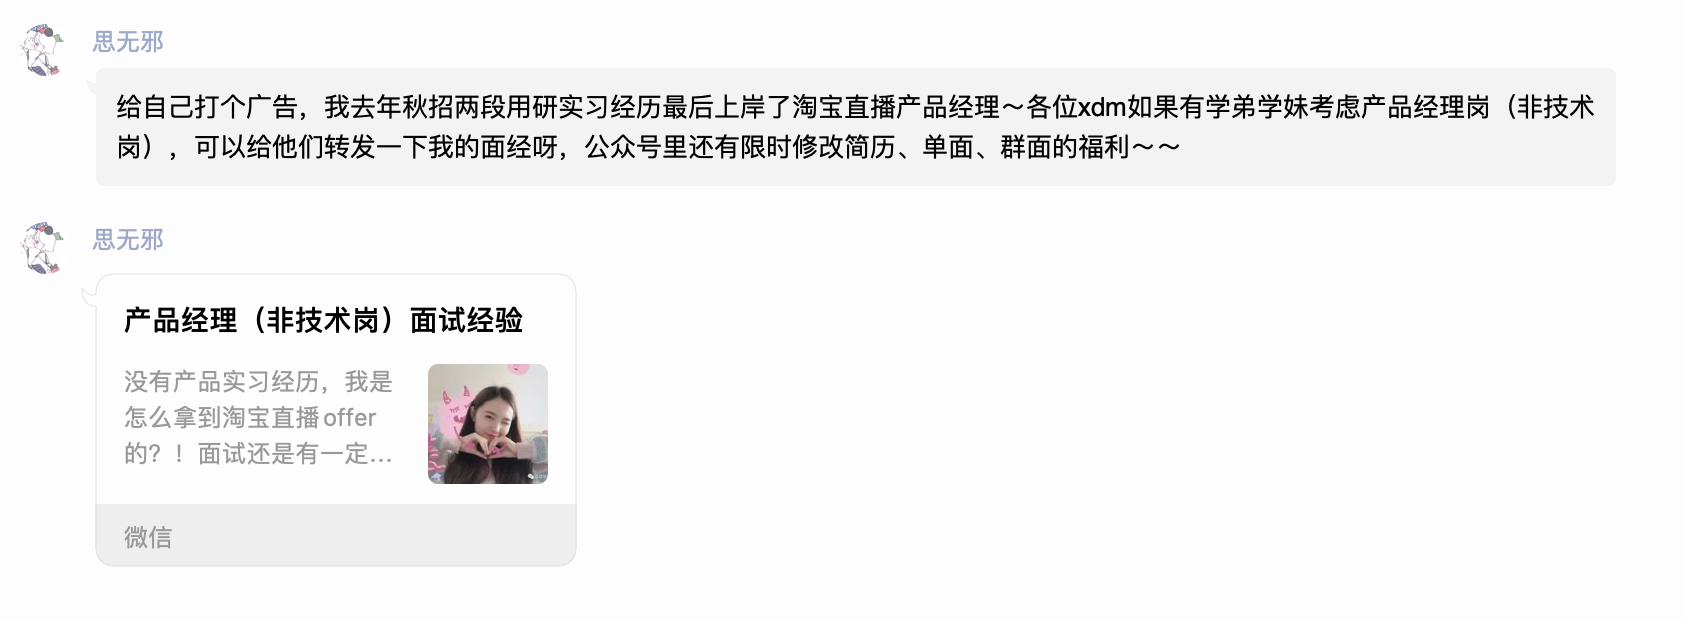 思无邪
给自己打个广告，我去年秋招两段用研实习经历最后上岸了淘宝直播产品经理～各位xdm如果有学弟学妹考虑产品经理岗（非技术
岗），可以给他们转发一下我的面经呀，公众号里还有限时修改简历、单面、群面的福利～～
思无邪
产品经理（非技术岗）面试经验
没有产品实习经历，我是
怎么拿到淘宝直播offer
的？！面试还是有一定...
微信